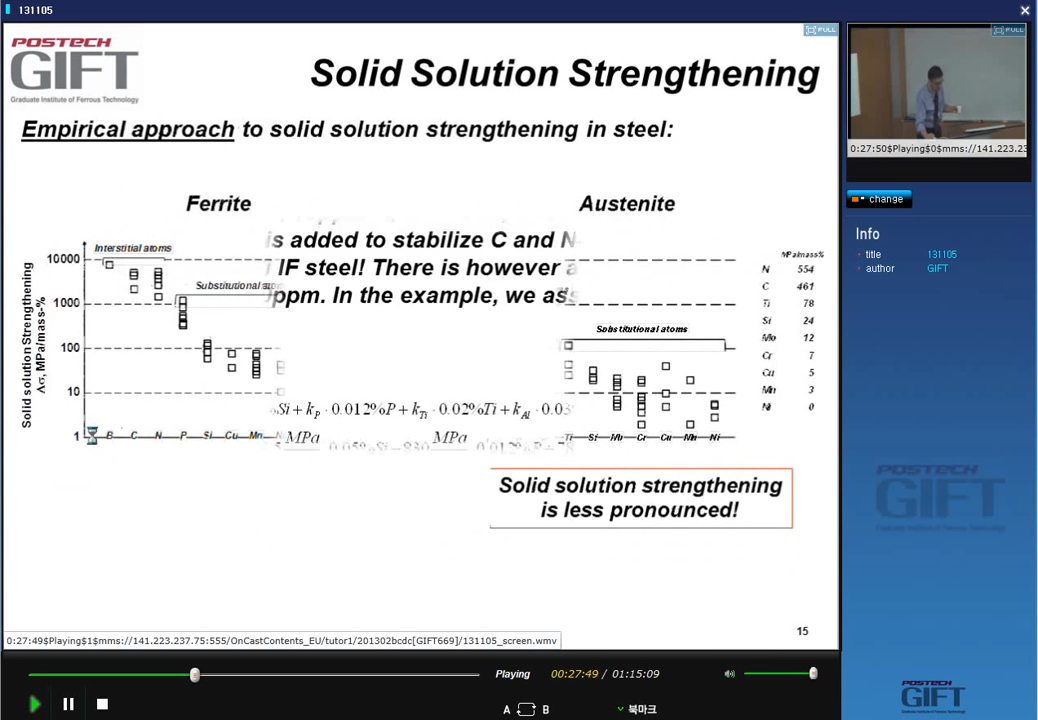 131105
FULL
POSTECH
GIFT
Graduate Institute of Ferrous Technology
Solid Solution Strengthening
Empirical approach to solid solution strengthening in steel:
Ferrite
Austenite
is added to stabilize C and N
IF steel! There is however
ppm. In the example, we as
Solid solution Strengthening
Δσ, MPa/mass-%
10000
1000
100
10
1
Interstitial atoms
Substitutional
B C N P Si Cu Mn
%Si + kP · 0.012%P + kTi · 0.02%Ti + kAl · 0.03
MPa
MPa
Substitutional atoms
Ti Si Mo Cr Cu Mn Ni
MPa/mass%
N 554
C 461
Ti 78
Si 24
Mo 12
Cr 7
Cu 5
Mn 3
Ni 0
Solid solution strengthening
is less pronounced!
15
0:27:49$Playing$1$mms://141.223.237.75:555/OnCastContents_EU/tutor1/201302bcdc[GIFT669]/131105_screen.wmv
Playing 00:27:49 / 01:15:09
A B 북마크
FULL
0:27:50$Playing$0$mms://141.223.23
change
Info
title 131105
author GIFT
POSTECH
GIFT
POSTECH
GIFT